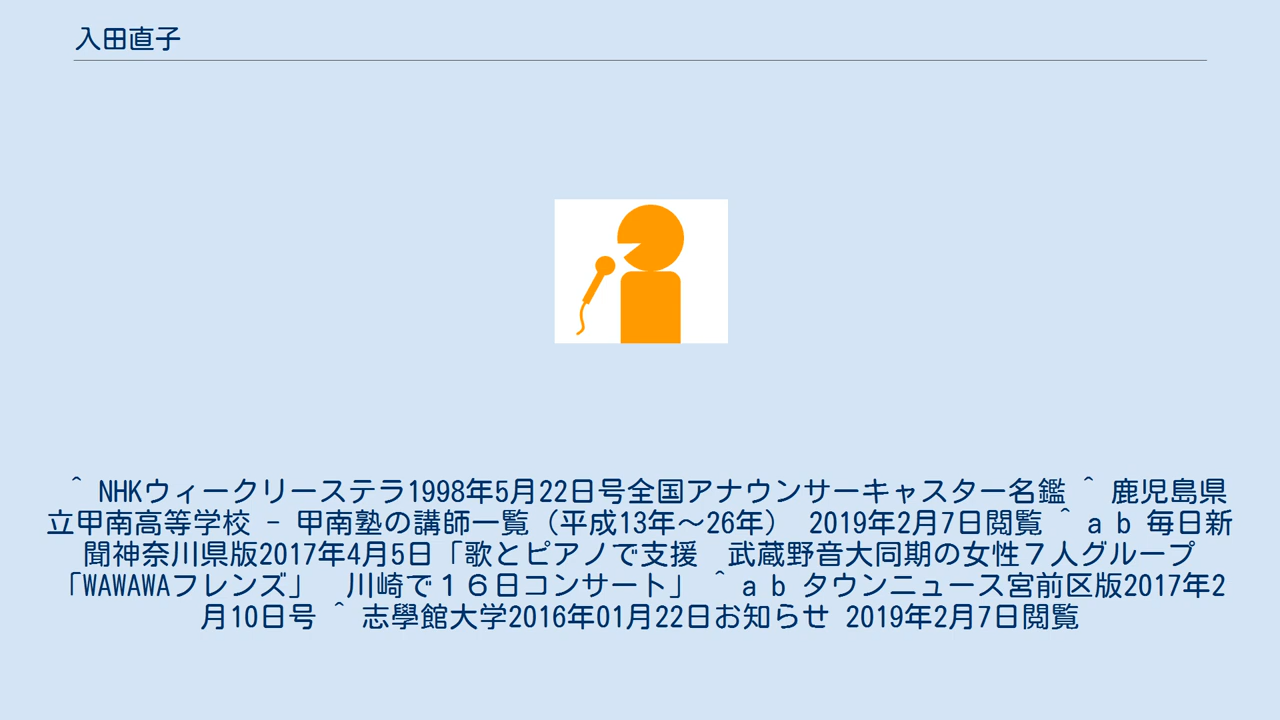 入田直子
^ NHKウィークリーステラ1998年5月22日号全国アナウンサーキャスター名鑑 ^ 鹿児島県
立甲南高等学校 - 甲南塾の講師一覧（平成13年～26年） 2019年2月7日閲覧 ^ a b 毎日新
聞神奈川県版2017年4月5日「歌とピアノで支援　武蔵野音大同期の女性７人グループ
「WAWAWAフレンズ」　川崎で１６日コンサート」 ^ a b タウンニュース宮前区版2017年2
月10日号 ^ 志學館大学2016年01月22日お知らせ 2019年2月7日閲覧